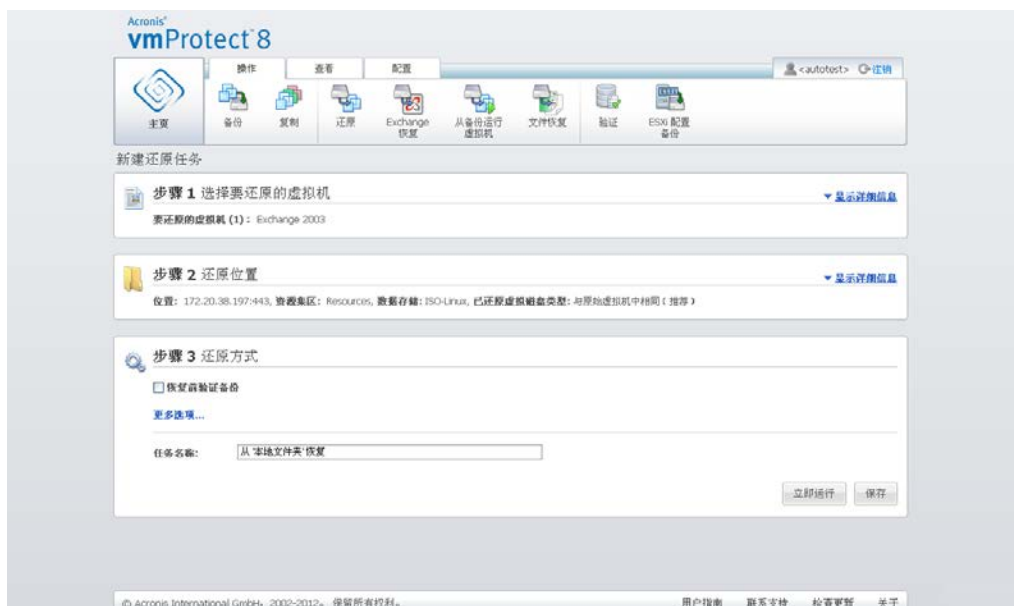 Acronis®
vmProtect 8
操作 查看 配置 <autotest> 注销
主页 备份 复制 还原 Exchange 恢复 从备份运行虚拟机 文件恢复 验证 ESXi 配置备份
新建还原任务
步骤 1 选择要还原的虚拟机
显示详细信息
要还原的虚拟机 (1)： Exchange 2003
步骤 2 还原位置
显示详细信息
位置: 172.20.38.197:443, 资源集区: Resources, 数据存储: ISO-Linux, 已还原虚拟磁盘类型: 与原始虚拟机中相同(推荐)
步骤 3 还原方式
恢复前验证备份
更多选项...
任务名称: 从 '本地文件夹' 恢复
立即运行 保存
© Acronis International GmbH, 2002-2012。 保留所有权利。
用户指南 联系支持 检查更新 关于